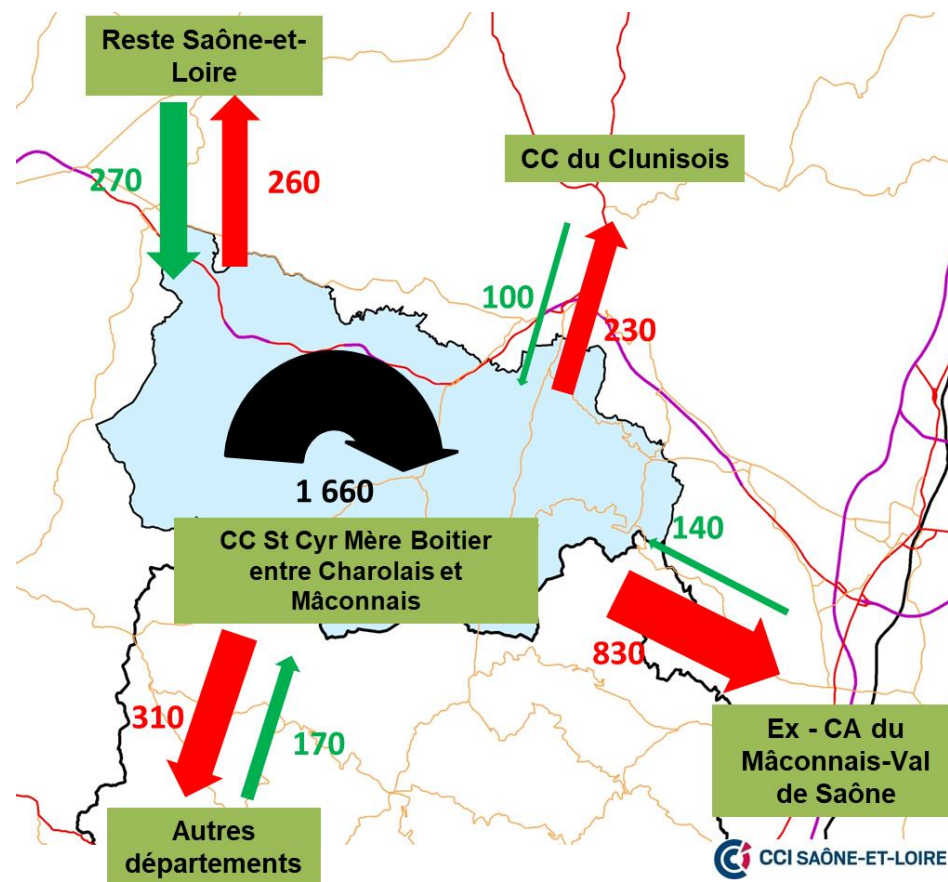 Reste Saône-et-
Loire
270
260
CC du Clunisois
100
230
1 660
CC St Cyr Mère Boitier
entre Charolais et
Mâconnais
140
830
310
170
Ex - CA du
Mâconnais-Val
de Saône
Autres
départements
CCI SAÔNE-ET-LOIRE